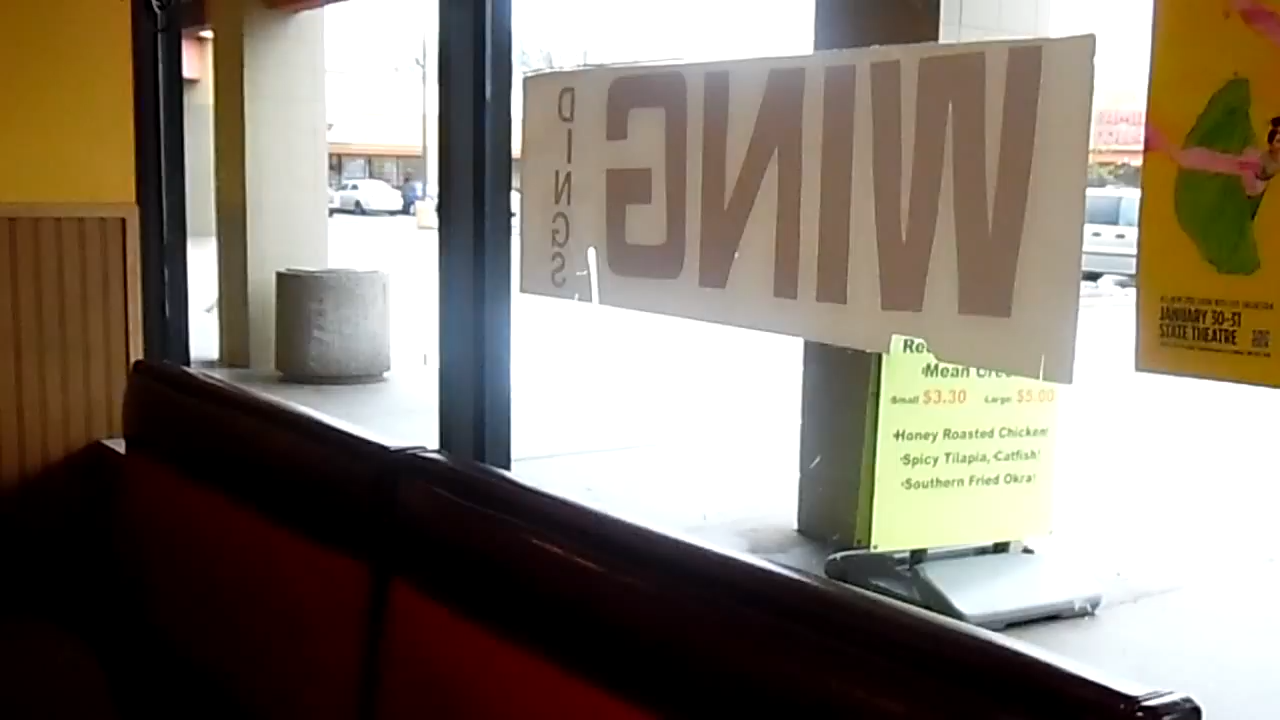 WING
DINGS
Mean
Small $3.30 Large $5.00
Honey Roasted Chicken
Spicy Tilapia, Catfish
Southern Fried Okra
JANUARY 30-31
STATE THEATRE